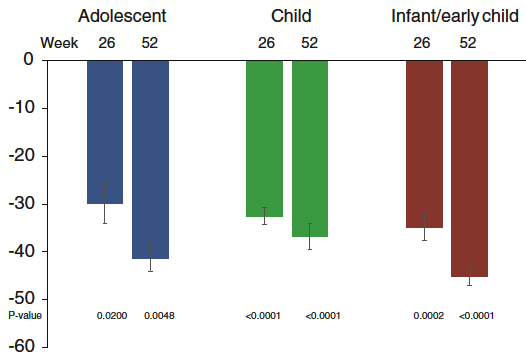 Adolescent Child Infant/early child
Week 26 52 26 52 26 52
0
-10
-20
-30
-40
-50
P-value 0.0200 0.0048 <0.0001 <0.0001 0.0002 <0.0001
-60